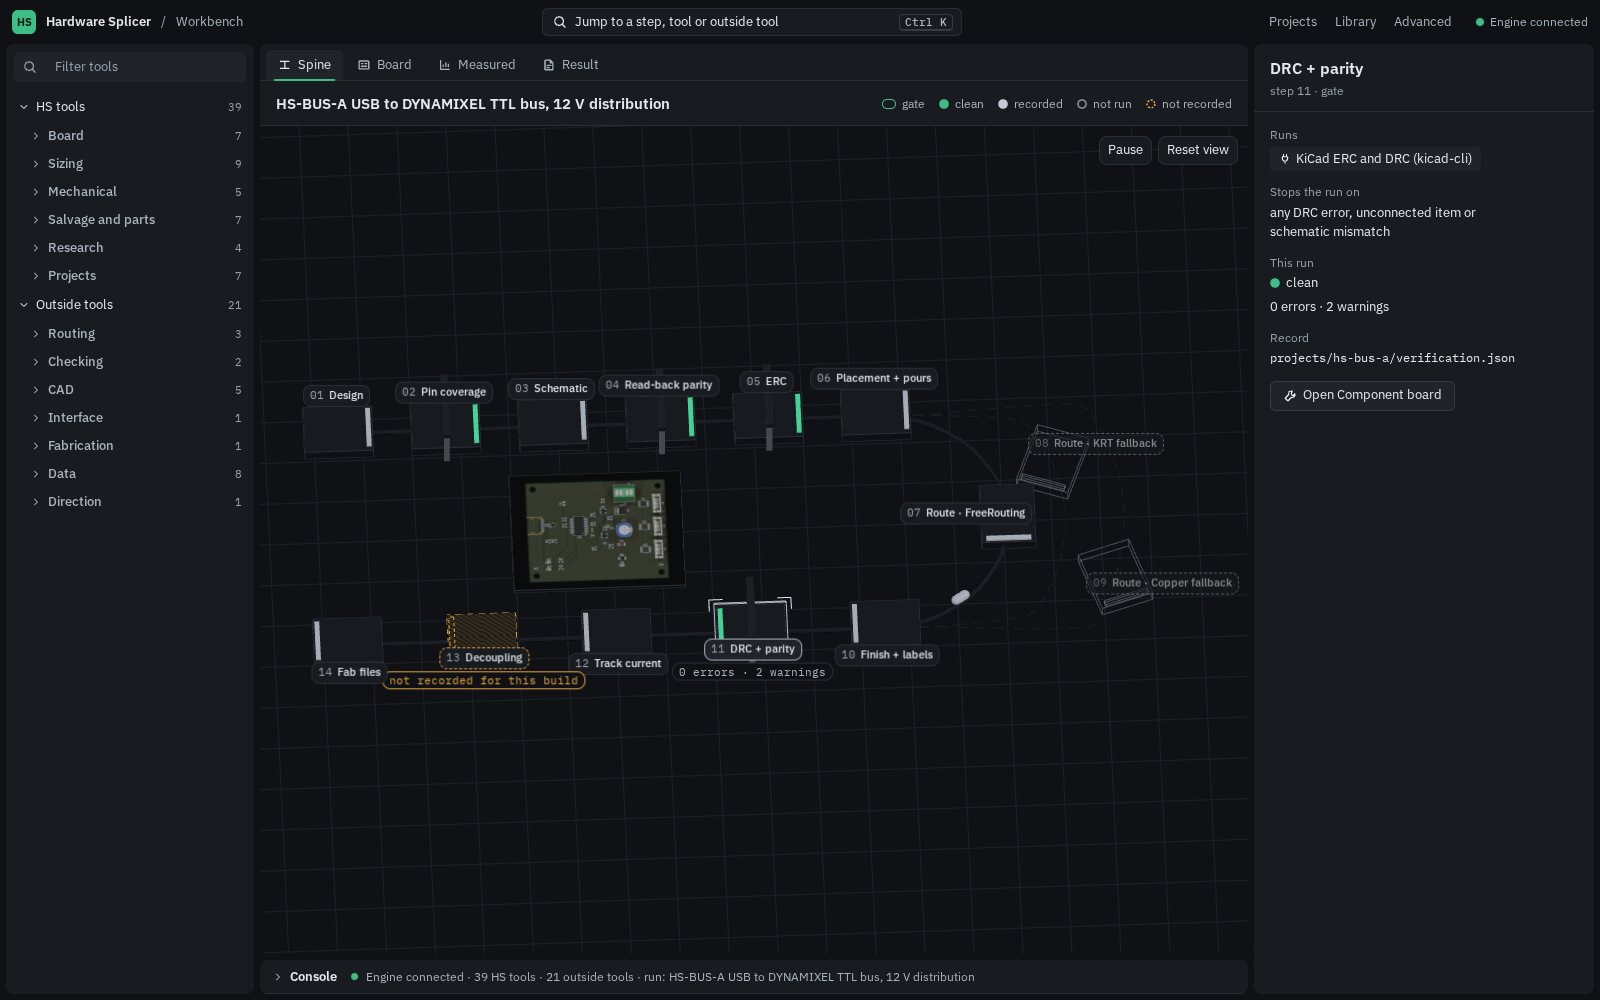 HS Hardware Splicer / Workbench
Jump to a step, tool or outside tool Ctrl K
Projects Library Advanced Engine connected
Filter tools
HS tools 39
Board 7
Sizing 9
Mechanical 5
Salvage and parts 7
Research 4
Projects 7
Outside tools 21
Routing 3
Checking 2
CAD 5
Interface 1
Fabrication 1
Data 8
Direction 1
Spine Board Measured Result
HS-BUS-A USB to DYNAMIXEL TTL bus, 12 V distribution
gate clean recorded not run not recorded
Pause Reset view
01 Design
02 Pin coverage
03 Schematic
04 Read-back parity
05 ERC
06 Placement + pours
08 Route · KRT fallback
07 Route · FreeRouting
09 Route · Copper fallback
14 Fab files
13 Decoupling
not recorded for this build
12 Track current
11 DRC + parity
0 errors · 2 warnings
10 Finish + labels
Console Engine connected · 39 HS tools · 21 outside tools · run: HS-BUS-A USB to DYNAMIXEL TTL bus, 12 V distribution
DRC + parity
step 11 · gate
Runs
KiCad ERC and DRC (kicad-cli)
Stops the run on
any DRC error, unconnected item or
schematic mismatch
This run
clean
0 errors · 2 warnings
Record
projects/hs-bus-a/verification.json
Open Component board